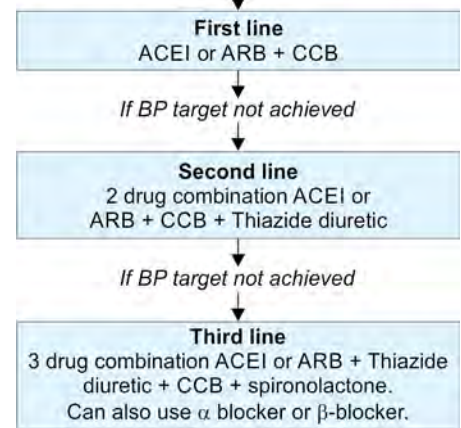 First line
ACEI or ARB + CCB
If BP target not achieved
Second line
2 drug combination ACEI or
ARB + CCB + Thiazide diuretic
If BP target not achieved
Third line
3 drug combination ACEI or ARB + Thiazide
diuretic + CCB + spironolactone.
Can also use α blocker or β-blocker.